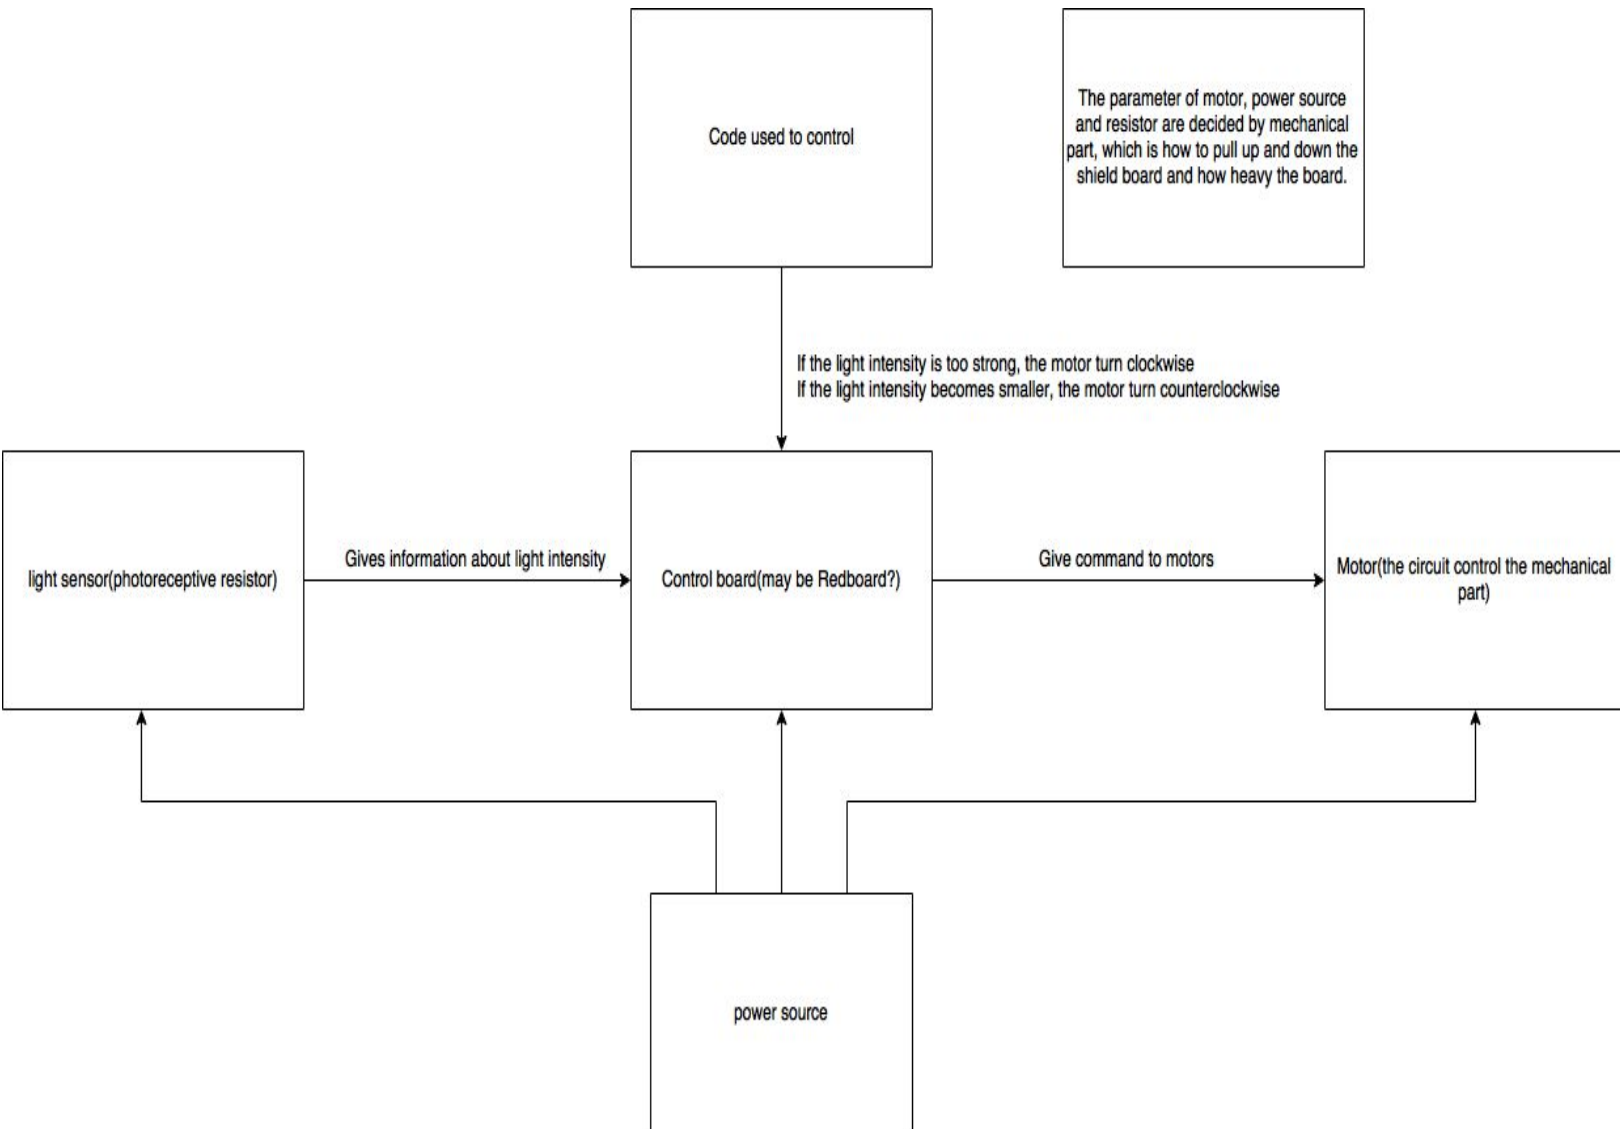 Code used to control
The parameter of motor, power source
and resistor are decided by mechanical
part, which is how to pull up and down the
shield board and how heavy the board.
If the light intensity is too strong, the motor turn clockwise
If the light intensity becomes smaller, the motor turn counterclockwise
light sensor(photoreceptive resistor)
Gives information about light intensity
Control board(may be Redboard?)
Give command to motors
Motor(the circuit control the mechanical
part)
power source